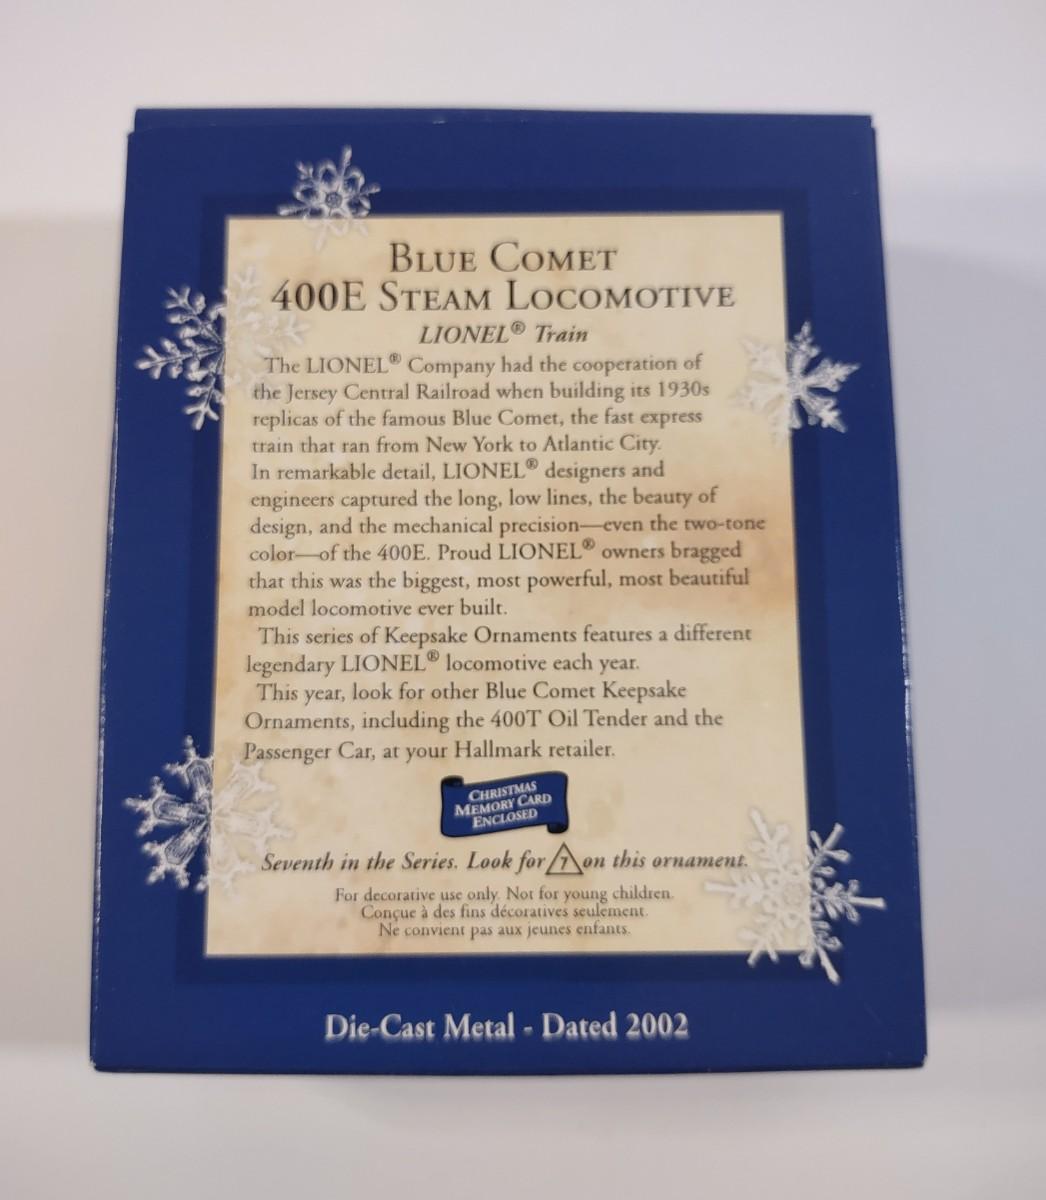 BLUE COMET
400E STEAM LOCOMOTIVE
LIONEL® Train
The LIONEL® Company had the cooperation of
the Jersey Central Railroad when building its 1930s
replicas of the famous Blue Comet, the fast express
train that ran from New York to Atlantic City.
In remarkable detail, LIONEL® designers and
engineers captured the long, low lines, the beauty of
design, and the mechanical precision—even the two-tone
color—of the 400E. Proud LIONEL® owners bragged
that this was the biggest, most powerful, most beautiful
model locomotive ever built.
This series of Keepsake Ornaments features a different
legendary LIONEL® locomotive each year.
This year, look for other Blue Comet Keepsake
Ornaments, including the 400T Oil Tender and the
Passenger Car, at your Hallmark retailer.
CHRISTMAS
MEMORY CARD
ENCLOSED
Seventh in the Series. Look for 7 on this ornament.
For decorative use only. Not for young children.
Conçue à des fins décoratives seulement.
Ne convient pas aux jeunes enfants.
Die-Cast Metal - Dated 2002